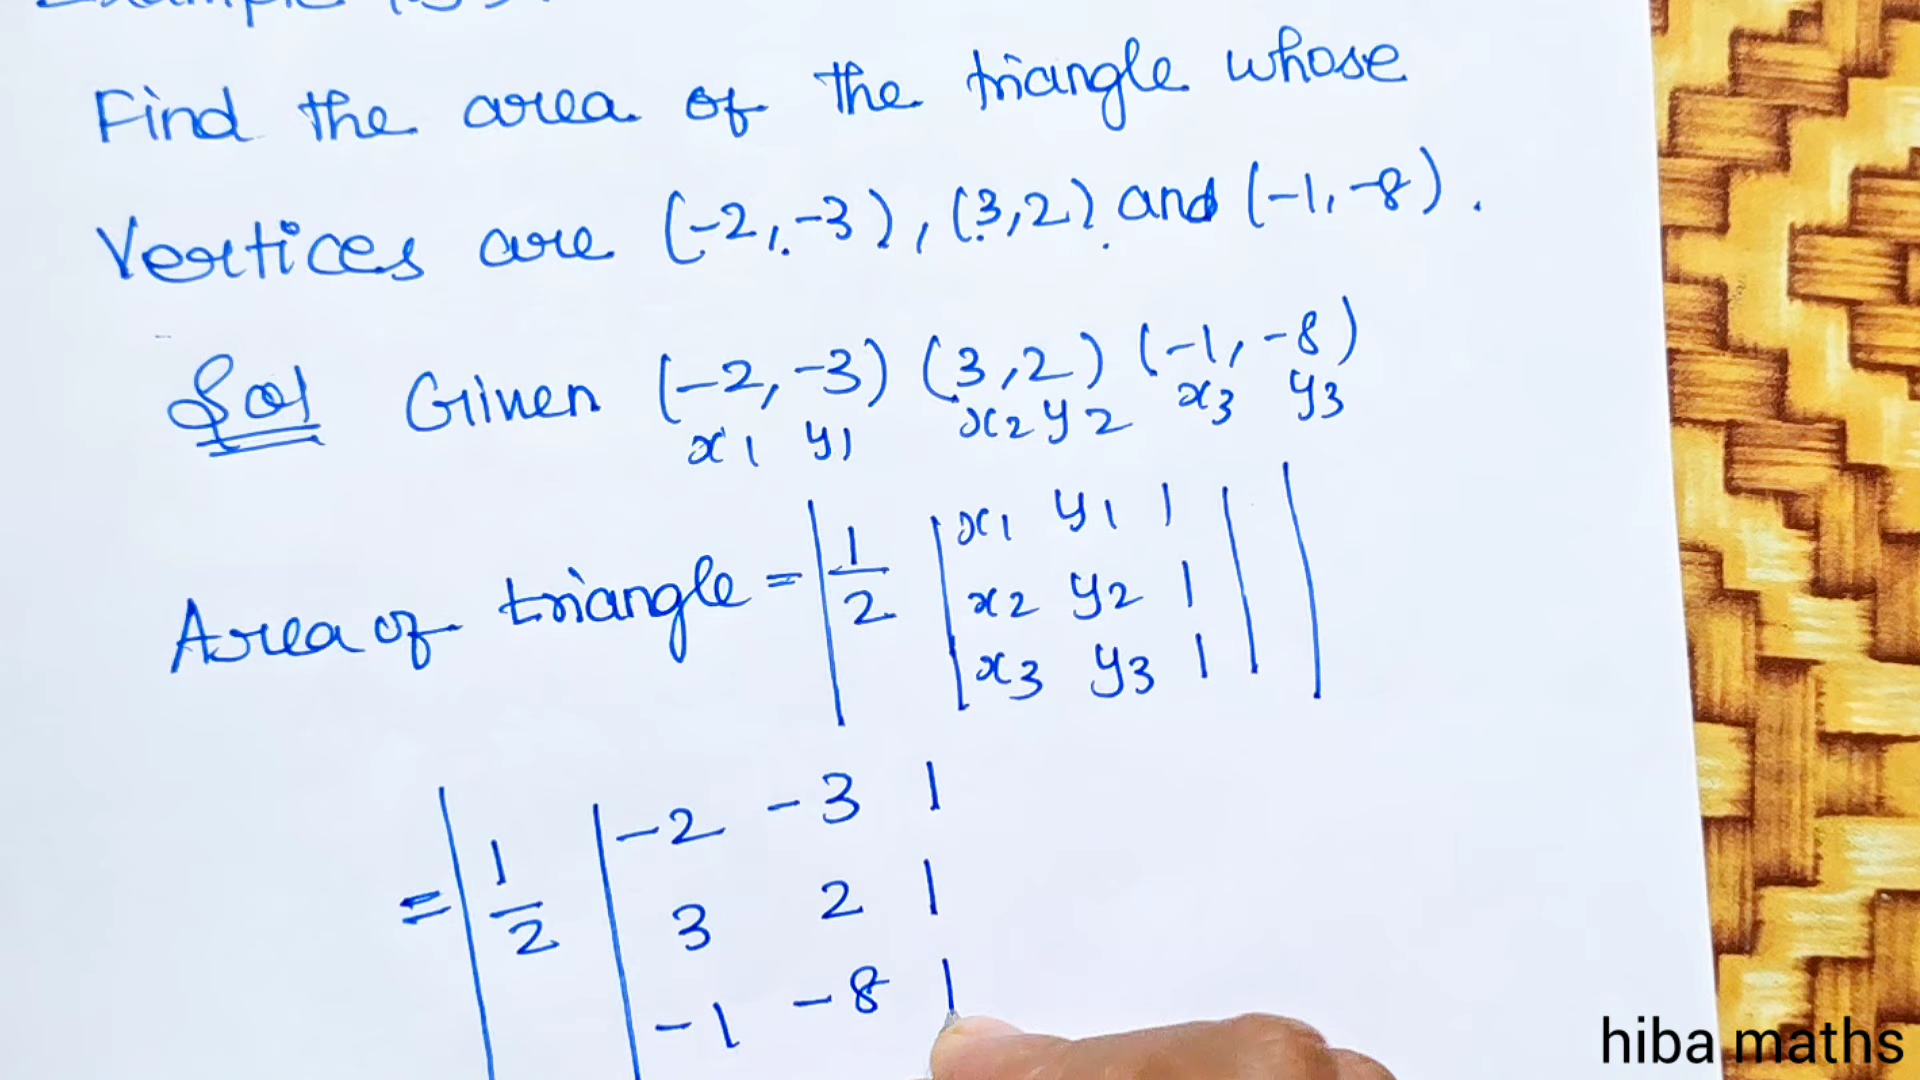 Find the area of the triangle whose
Vertices are (-2, -3), (3,2) and (-1, -8).
Sol Given (-2, -3) (3,2) (-1, -8)
x1 y1 x2 y2 x3 y3
Area of triangle = | 1/2 | x1 y1 1 | |
x2 y2 1
x3 y3 1
= | 1/2 | -2 -3 1
3 2 1
-1 -8 1
hiba maths